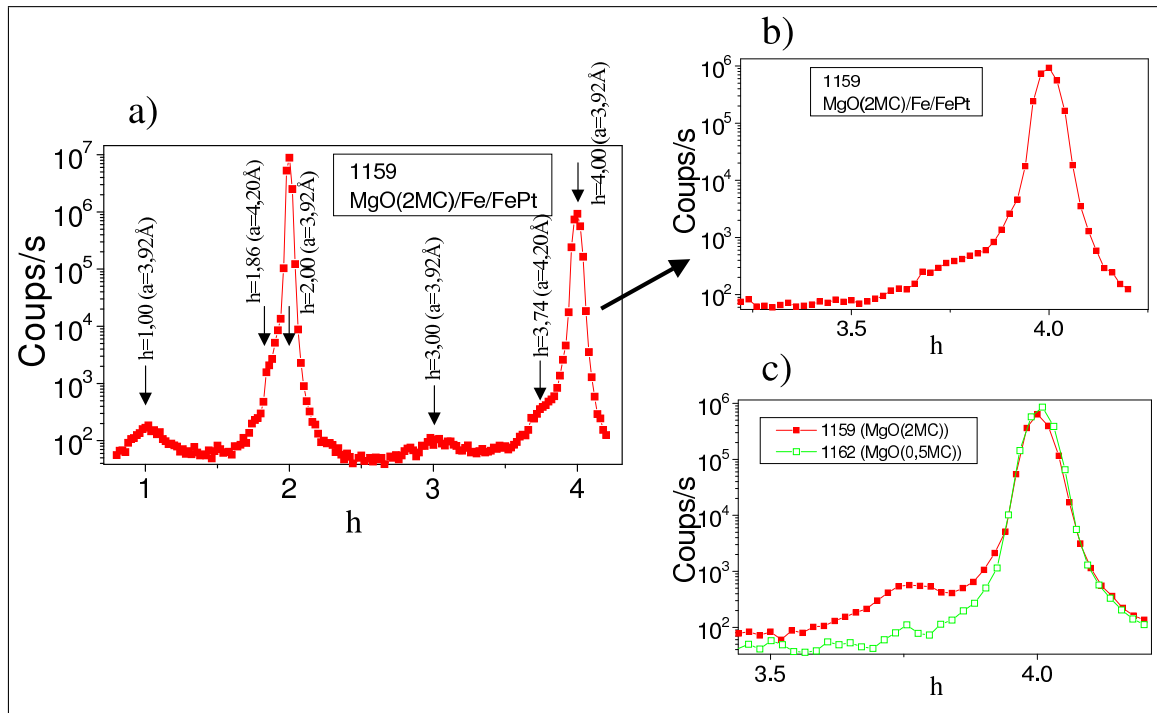 a)
1159
MgO(2MC)/Fe/FePt
Coups/s
10^7
10^6
10^5
10^4
10^3
10^2
h=1,00 (a=3,92Å)
h=1,86 (a=4,20Å)
h=2,00 (a=3,92Å)
h=3,00 (a=3,92Å)
h=3,74 (a=4,20Å)
h=4,00 (a=3,92Å)
1 2 3 4
h
b)
1159
MgO(2MC)/Fe/FePt
Coups/s
10^6
10^5
10^4
10^3
10^2
3.5 4.0
h
c)
1159 (MgO(2MC))
1162 (MgO(0,5MC))
Coups/s
10^6
10^5
10^4
10^3
10^2
3.5 4.0
h